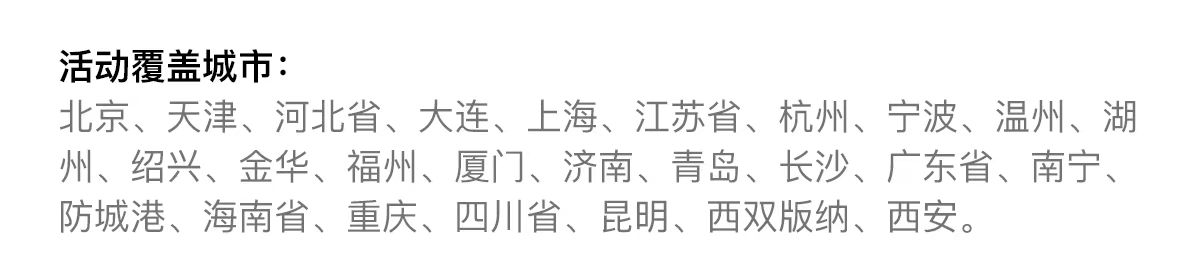 活动覆盖城市：
北京、天津、河北省、大连、上海、江苏省、杭州、宁波、温州、湖
州、绍兴、金华、福州、厦门、济南、青岛、长沙、广东省、南宁、
防城港、海南省、重庆、四川省、昆明、西双版纳、西安。